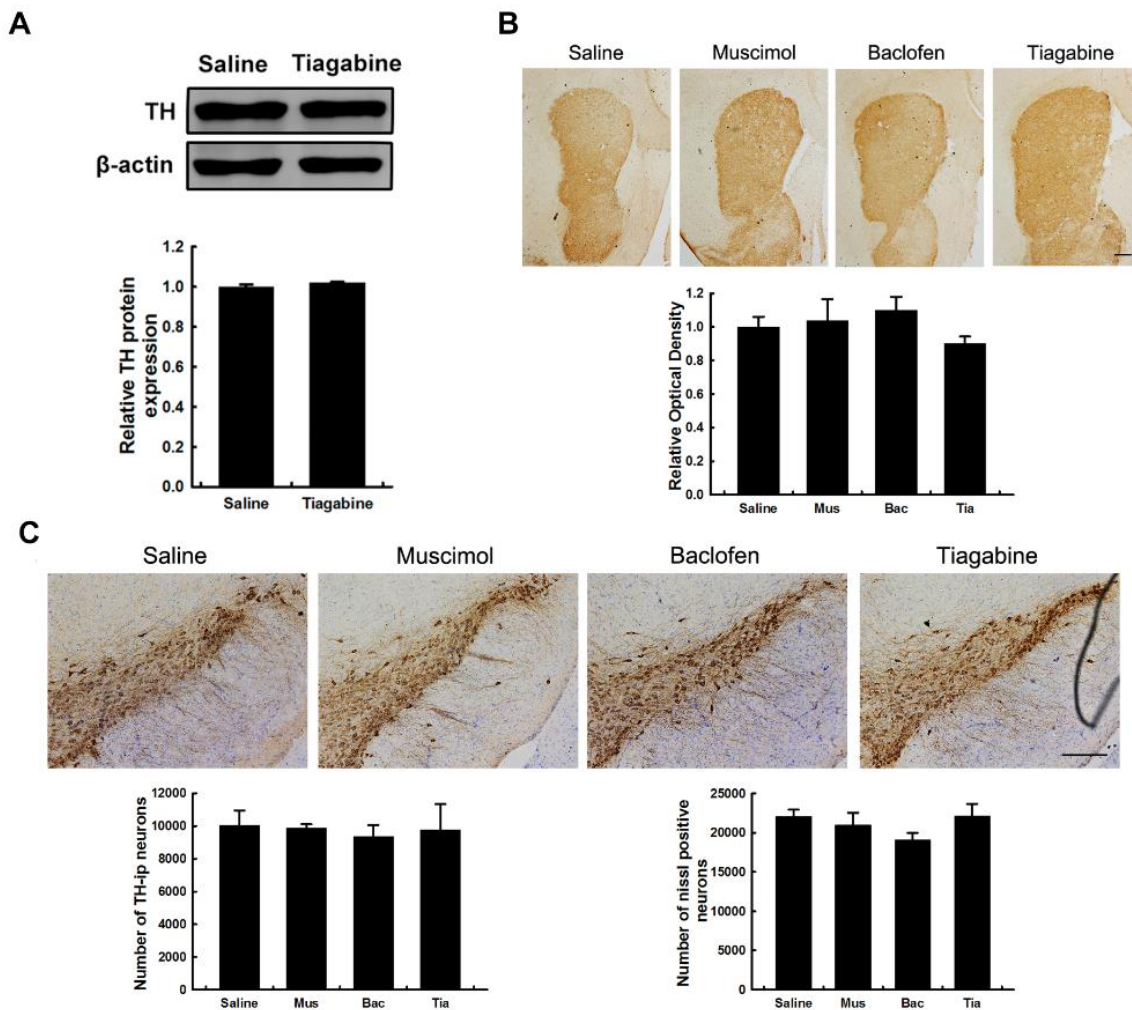 A
Saline Tiagabine
TH
β-actin
Relative TH protein
expression
1.2
1.0
0.8
0.6
0.4
0.2
0.0
Saline Tiagabine
B
Saline Muscimol Baclofen Tiagabine
Relative Optical Density
1.2
1.0
0.8
0.6
0.4
0.2
0.0
Saline Mus Bac Tia
C
Saline Muscimol Baclofen Tiagabine
Number of TH-ip neurons
12000
10000
8000
6000
4000
2000
0
Saline Mus Bac Tia
Number of nissl positive
neurons
25000
20000
15000
10000
5000
0
Saline Mus Bac Tia